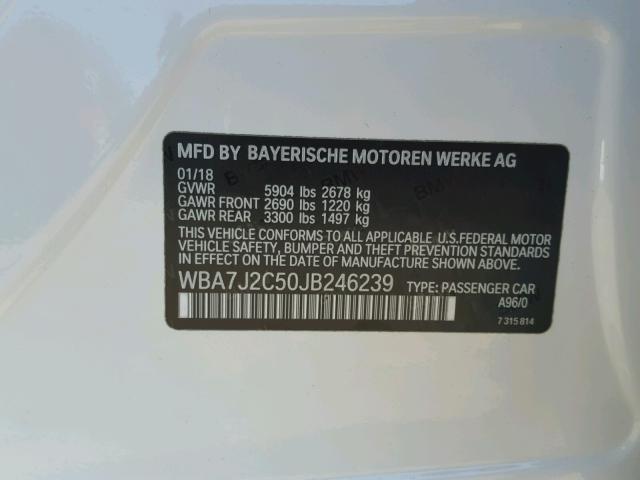 MFD BY BAYERISCHE MOTOREN WERKE AG
01/18
GVWR 5904 lbs 2678 kg
GAWR FRONT 2690 lbs 1220 kg
GAWR REAR 3300 lbs 1497 kg
THIS VEHICLE CONFORMS TO ALL APPLICABLE U.S.FEDERAL MOTOR
VEHICLE SAFETY, BUMPER, AND THEFT PREVENTION STANDARDS
IN EFFECT ON THE DATE OF MANUFACTURE SHOWN ABOVE.
WBA7J2C50JB246239 TYPE: PASSENGER CAR
A96/0
7 315 814